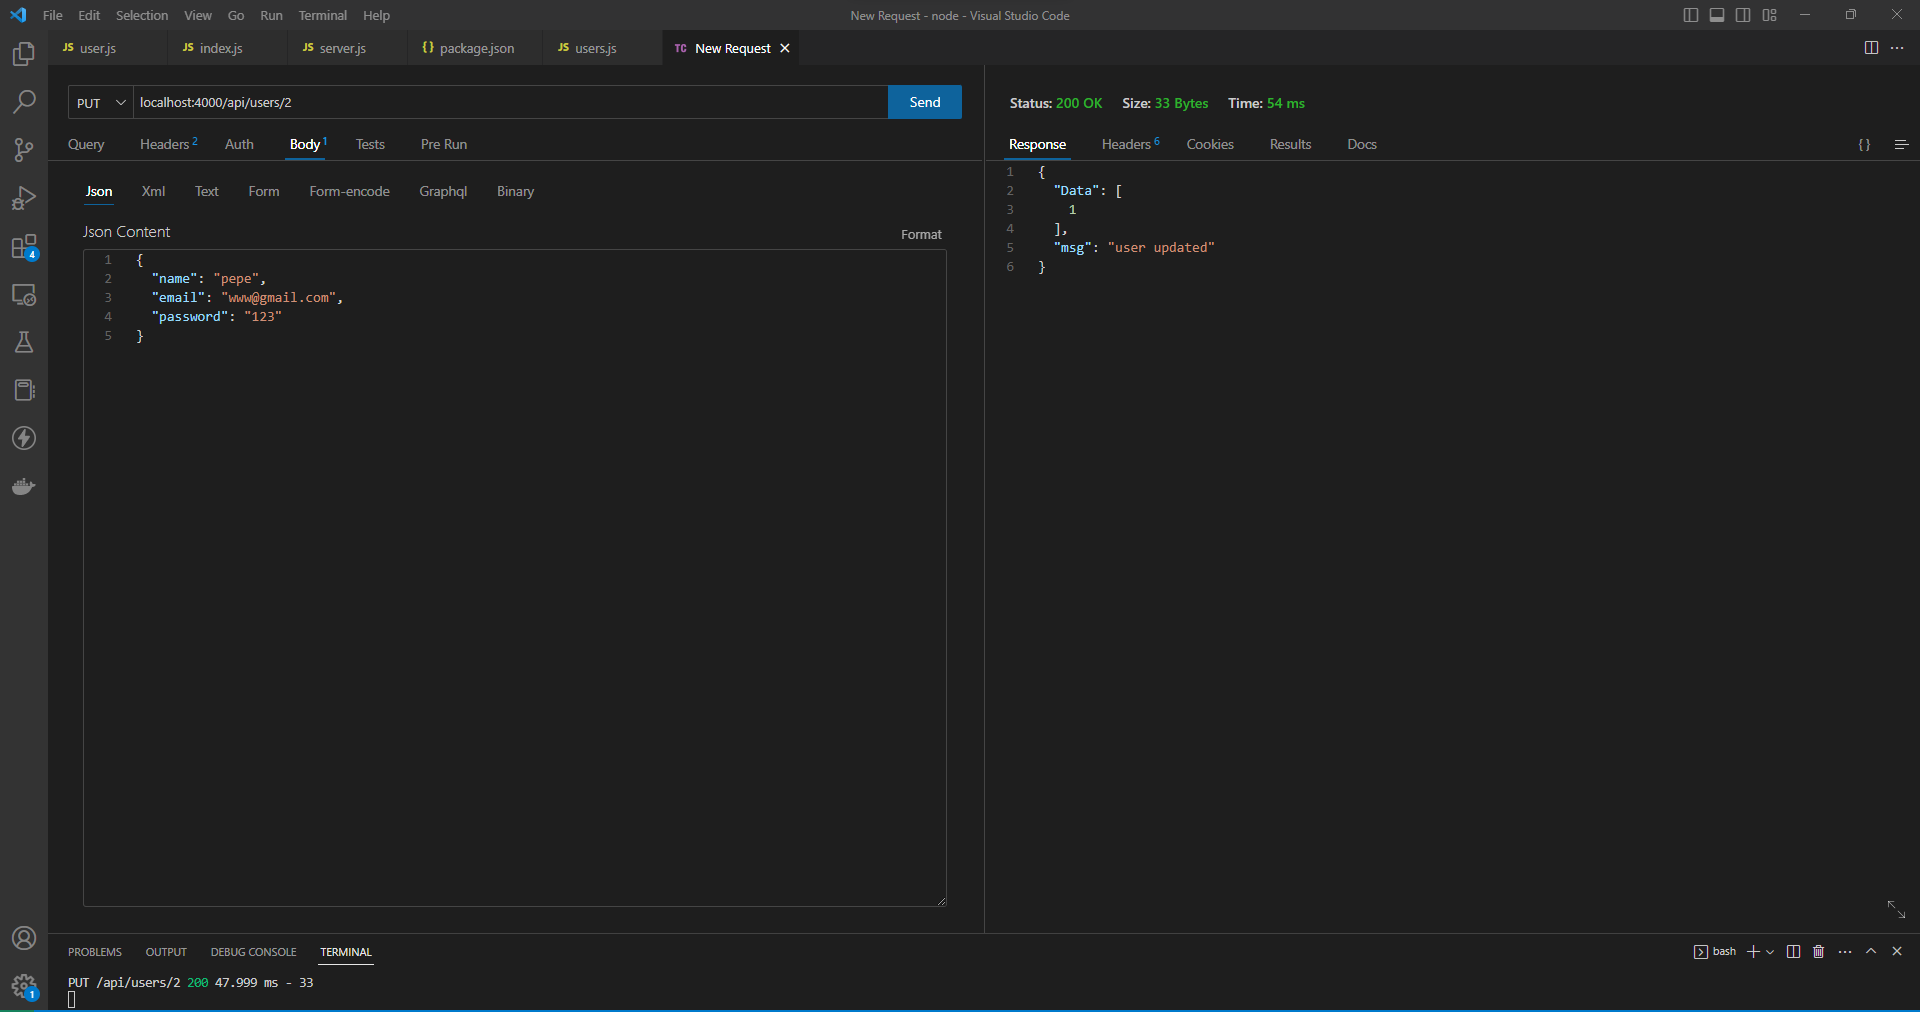 File Edit Selection View Go Run Terminal Help
New Request - node - Visual Studio Code
JS user.js
JS index.js
JS server.js
{} package.json
JS users.js
TC New Request
PUT localhost:4000/api/users/2 Send
Query Headers 2 Auth Body 1 Tests Pre Run
Json Xml Text Form Form-encode Graphql Binary
Json Content
Format
1 {
2 "name": "pepe",
3 "email": "www@gmail.com",
4 "password": "123"
5 }
Status: 200 OK Size: 33 Bytes Time: 54 ms
Response Headers 6 Cookies Results Docs
{}
1 {
2 "Data": [
3 1
4 ],
5 "msg": "user updated"
6 }
4
1
PROBLEMS OUTPUT DEBUG CONSOLE TERMINAL
bash
PUT /api/users/2 200 47.999 ms - 33